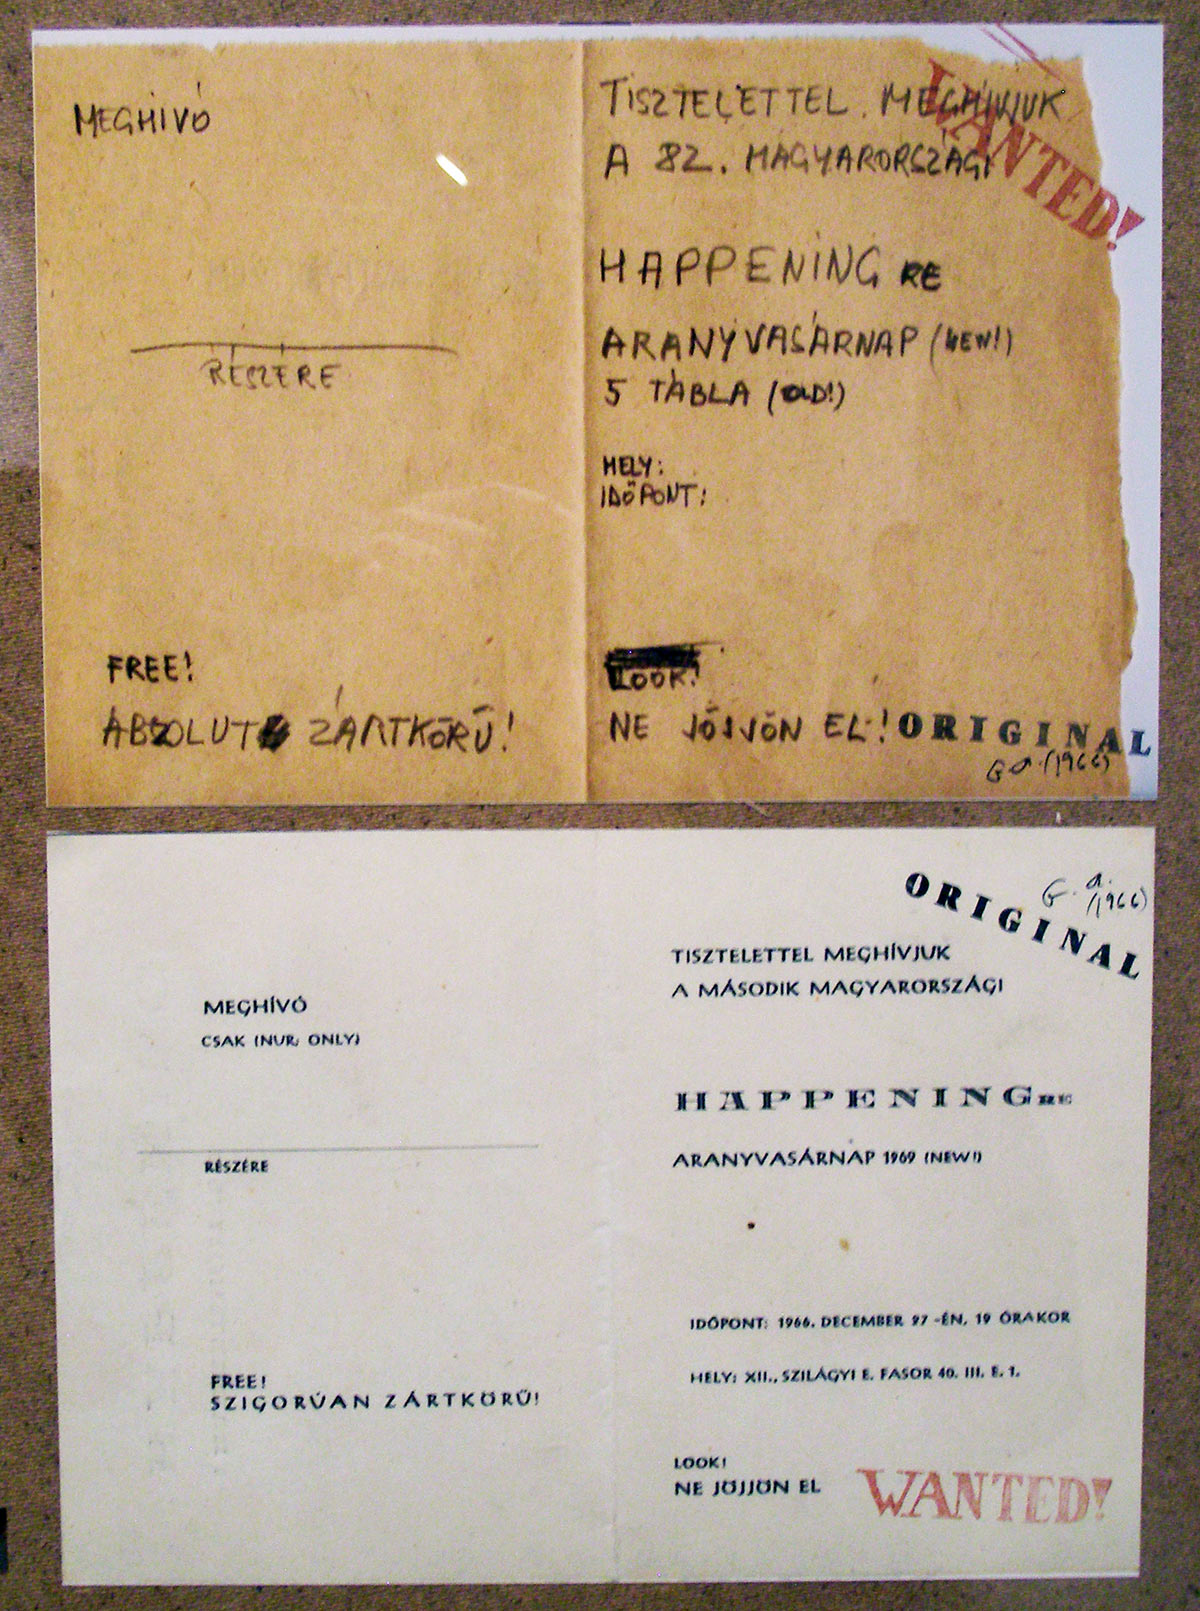 MEGHIVÓ
RÉSZÉRE
FREE!
ABZOLUT ZÁRTKÖRŰ!
TISZTELETTEL MEGHIVJUK
A 82. MAGYARORSZÁGI
WANTED!
HAPPENING RE
ARANYVASÁRNAP (NEW!)
5 TÁBLA (OLD!)
HELY:
IDŐPONT:
LOOK!
NE JÖJJÖN EL!
ORIGINAL
G a. (1966)
MEGHÍVÓ
CSAK (NUR, ONLY)
RÉSZÉRE
FREE!
SZIGORÚAN ZÁRTKÖRŰ!
ORIGINAL
G. a. (1966)
TISZTELETTEL MEGHÍVJUK
A MÁSODIK MAGYARORSZÁGI
HAPPENINGRE
ARANYVASÁRNAP 1969 (NEW!)
IDŐPONT: 1966. DECEMBER 27-ÉN, 19 ÓRAKOR
HELY: XII., SZILÁGYI E. FASOR 40. III. E. 1.
LOOK!
NE JÖJJÖN EL
WANTED!